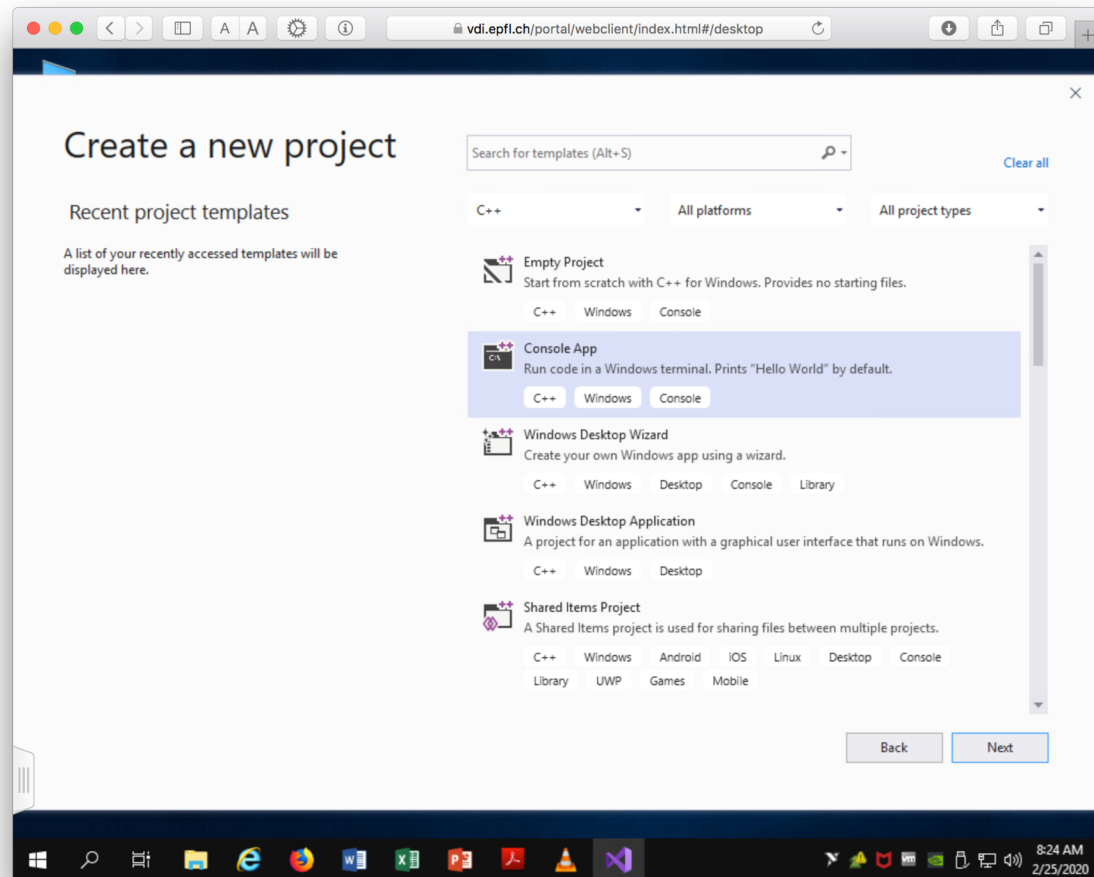 A A
vdi.epfl.ch/portal/webclient/index.html#/desktop
Create a new project
Search for templates (Alt+S)
Clear all
Recent project templates
C++ All platforms All project types
A list of your recently accessed templates will be
displayed here.
Empty Project
Start from scratch with C++ for Windows. Provides no starting files.
C++ Windows Console
C:\
Console App
Run code in a Windows terminal. Prints "Hello World" by default.
C++ Windows Console
Windows Desktop Wizard
Create your own Windows app using a wizard.
C++ Windows Desktop Console Library
Windows Desktop Application
A project for an application with a graphical user interface that runs on Windows.
C++ Windows Desktop
Shared Items Project
A Shared Items project is used for sharing files between multiple projects.
C++ Windows Android iOS Linux Desktop Console
Library UWP Games Mobile
Back Next
8:24 AM
2/25/2020